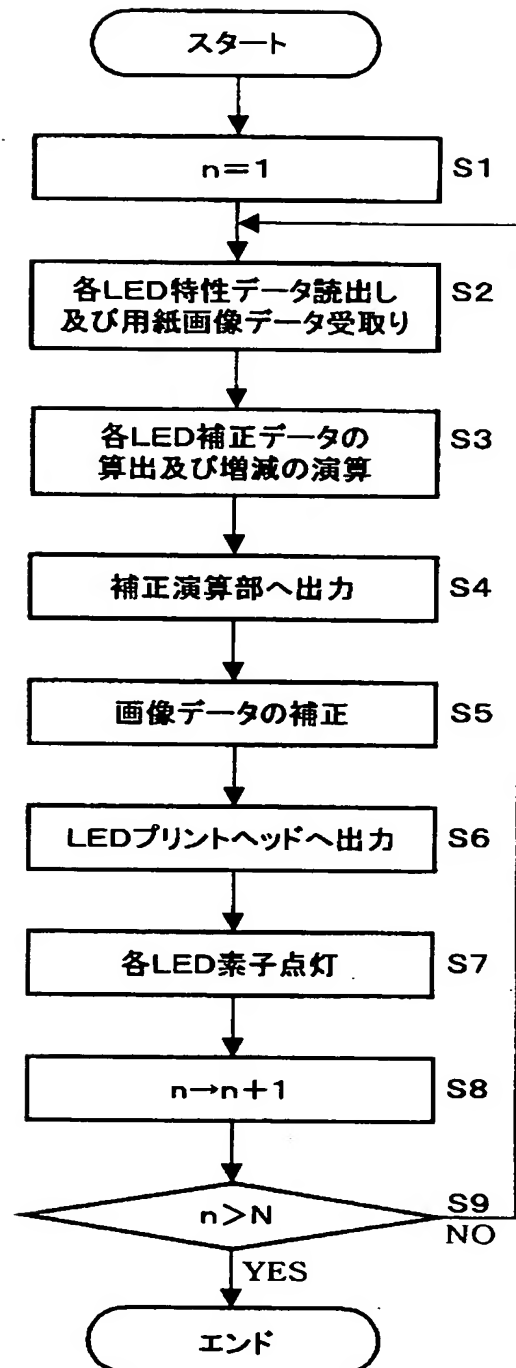 スタート
n=1
S1
各LED特性データ読出し
及び用紙画像データ受取り
S2
各LED補正データの
算出及び増減の演算
S3
補正演算部へ出力
S4
画像データの補正
S5
LEDプリントヘッドへ出力
S6
各LED素子点灯
S7
n→n+1
S8
n>N
S9
NO
YES
エンド